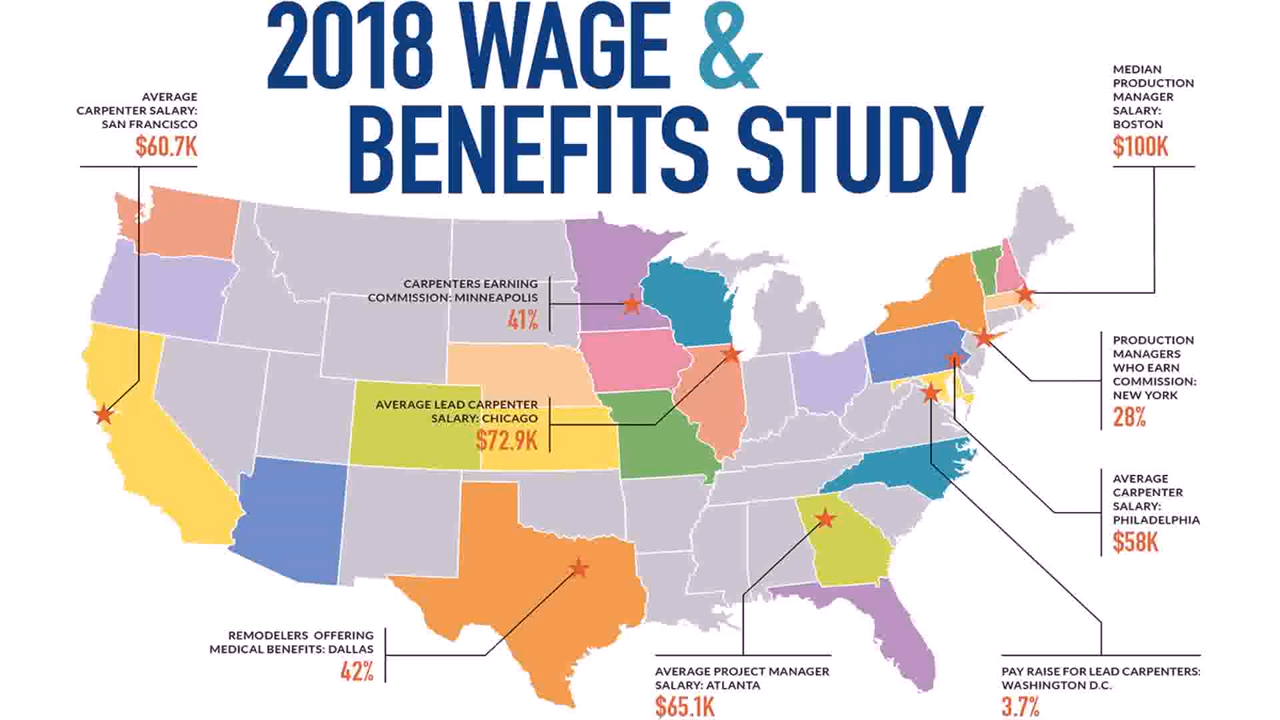 2018 WAGE &
BENEFITS STUDY
AVERAGE
CARPENTER SALARY:
SAN FRANCISCO
$60.7K
MEDIAN
PRODUCTION
MANAGER
SALARY:
BOSTON
$100K
CARPENTERS EARNING
COMMISSION: MINNEAPOLIS
41%
PRODUCTION
MANAGERS
WHO EARN
COMMISSION:
NEW YORK
28%
AVERAGE LEAD CARPENTER
SALARY: CHICAGO
$72.9K
AVERAGE
CARPENTER
SALARY:
PHILADELPHIA
$58K
REMODELERS OFFERING
MEDICAL BENEFITS: DALLAS
42%
AVERAGE PROJECT MANAGER
SALARY: ATLANTA
$65.1K
PAY RAISE FOR LEAD CARPENTERS:
WASHINGTON D.C.
3.7%